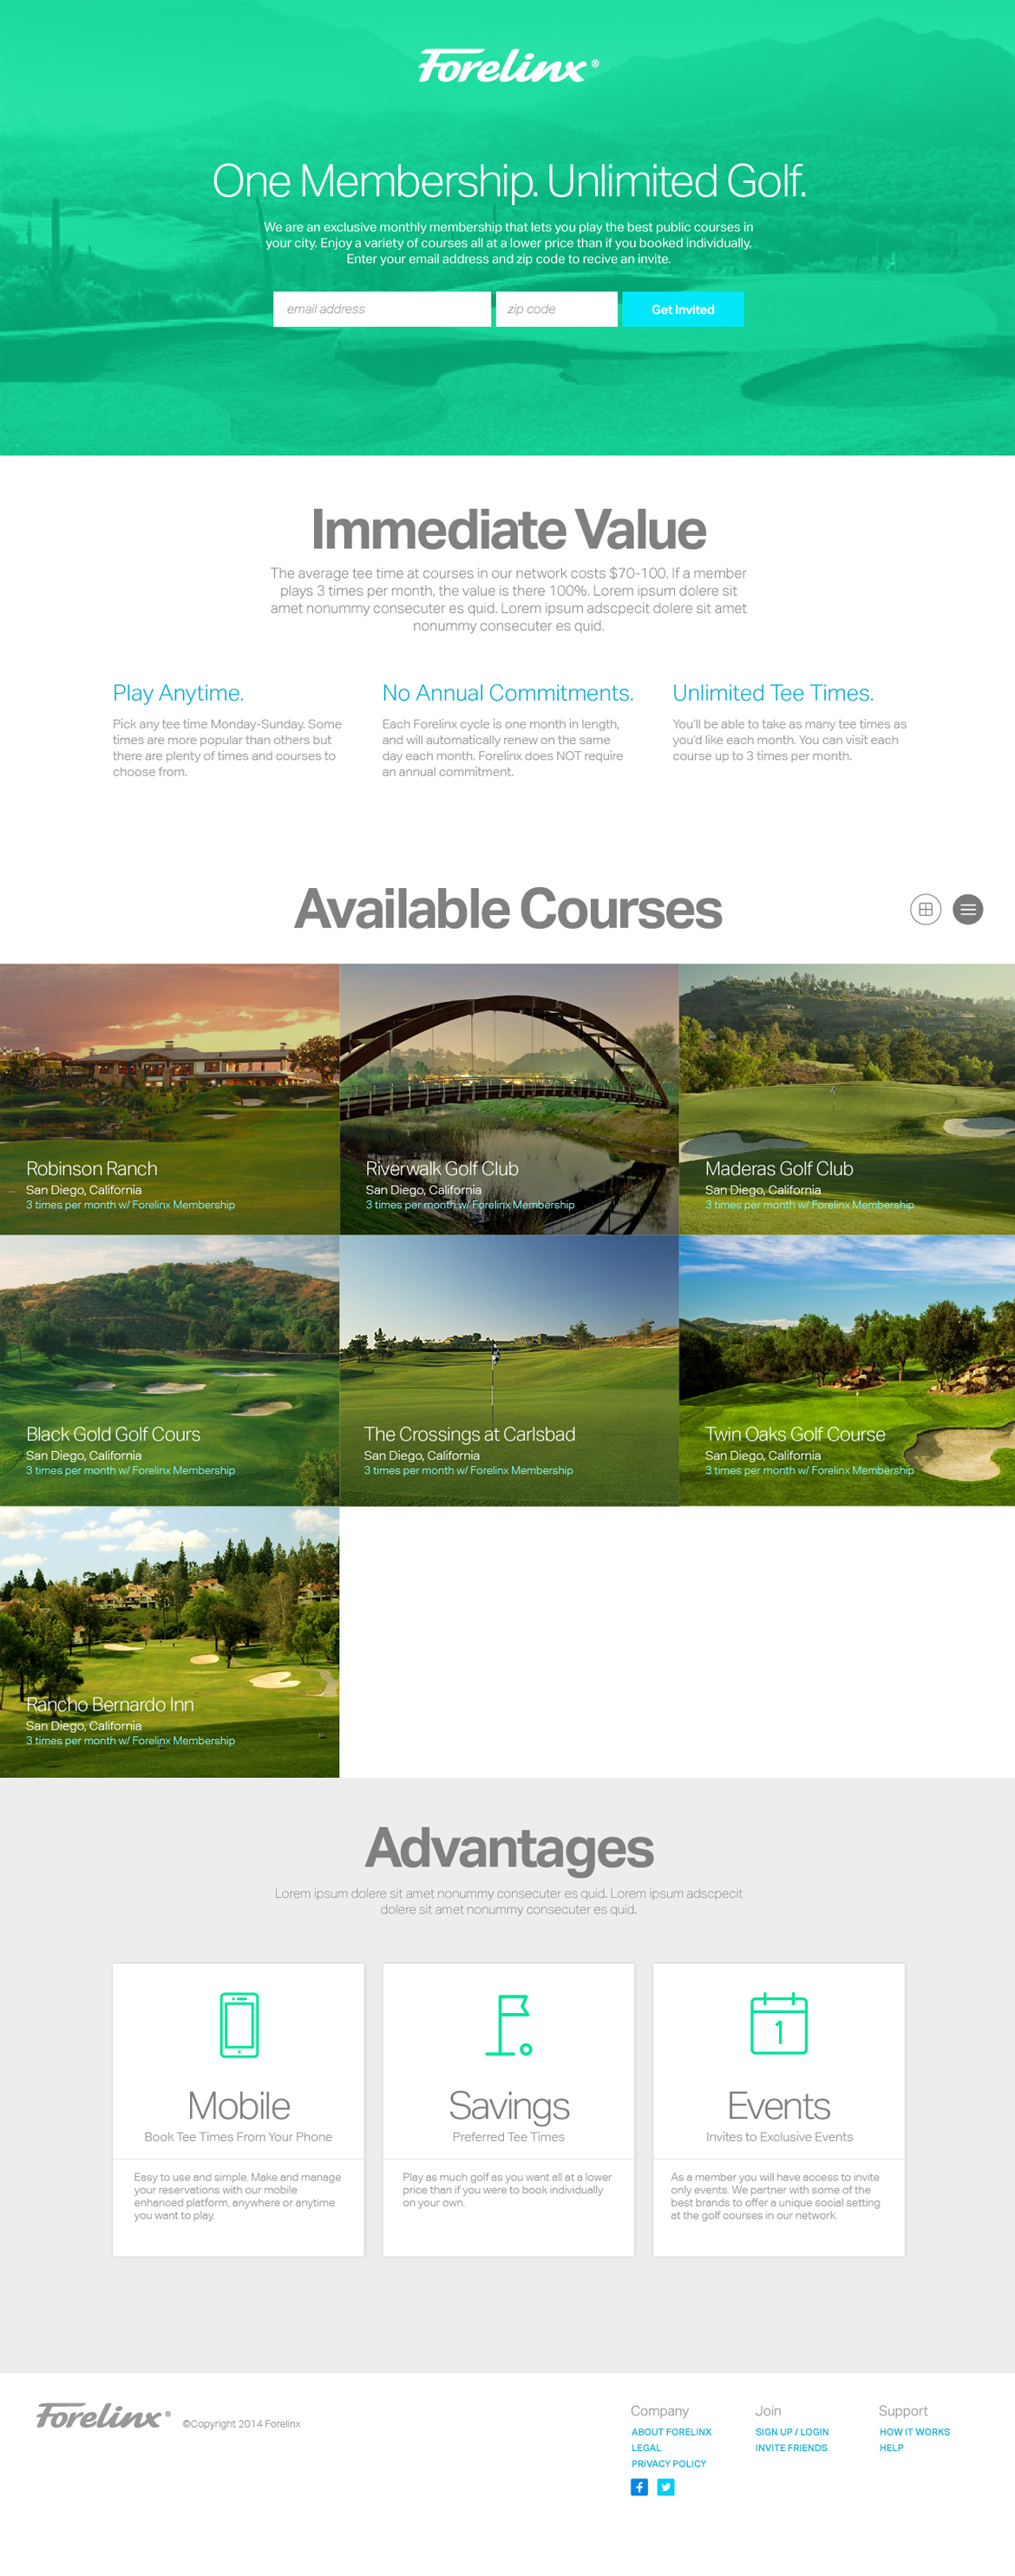 Forelinx®
One Membership. Unlimited Golf.
We are an exclusive monthly membership that lets you play the best public courses in
your city. Enjoy a variety of courses all at a lower price than if you booked individually.
Enter your email address and zip code to recive an invite.
email address zip code Get Invited
Immediate Value
The average tee time at courses in our network costs $70-100. If a member
plays 3 times per month, the value is there 100%. Lorem ipsum dolere sit
amet nonummy consecuter es quid. Lorem ipsum adscpecit dolere sit amet
nonummy consecuter es quid.
Play Anytime.
Pick any tee time Monday-Sunday. Some
times are more popular than others but
there are plenty of times and courses to
choose from.
No Annual Commitments.
Each Forelinx cycle is one month in length,
and will automatically renew on the same
day each month. Forelinx does NOT require
an annual commitment.
Unlimited Tee Times.
You'll be able to take as many tee times as
you'd like each month. You can visit each
course up to 3 times per month.
Available Courses
Robinson Ranch
San Diego, California
3 times per month w/ Forelinx Membership
Riverwalk Golf Club
San Diego, California
3 times per month w/ Forelinx Membership
Maderas Golf Club
San Diego, California
3 times per month w/ Forelinx Membership
Black Gold Golf Cours
San Diego, California
3 times per month w/ Forelinx Membership
The Crossings at Carlsbad
San Diego, California
3 times per month w/ Forelinx Membership
Twin Oaks Golf Course
San Diego, California
3 times per month w/ Forelinx Membership
Rancho Bernardo Inn
San Diego, California
3 times per month w/ Forelinx Membership
Advantages
Lorem ipsum dolere sit amet nonummy consecuter es quid. Lorem ipsum adscpecit
dolere sit amet nonummy consecuter es quid.
Mobile
Book Tee Times From Your Phone
Easy to use and simple. Make and manage
your reservations with our mobile
enhanced platform, anywhere or anytime
you want to play.
Savings
Preferred Tee Times
Play as much golf as you want all at a lower
price than if you were to book individually
on your own.
1
Events
Invites to Exclusive Events
As a member you will have access to invite
only events. We partner with some of the
best brands to offer a unique social setting
at the golf courses in our network.
Forelinx® ©Copyright 2014 Forelinx
Company
ABOUT FORELINX
LEGAL
PRIVACY POLICY
Join
SIGN UP / LOGIN
INVITE FRIENDS
Support
HOW IT WORKS
HELP